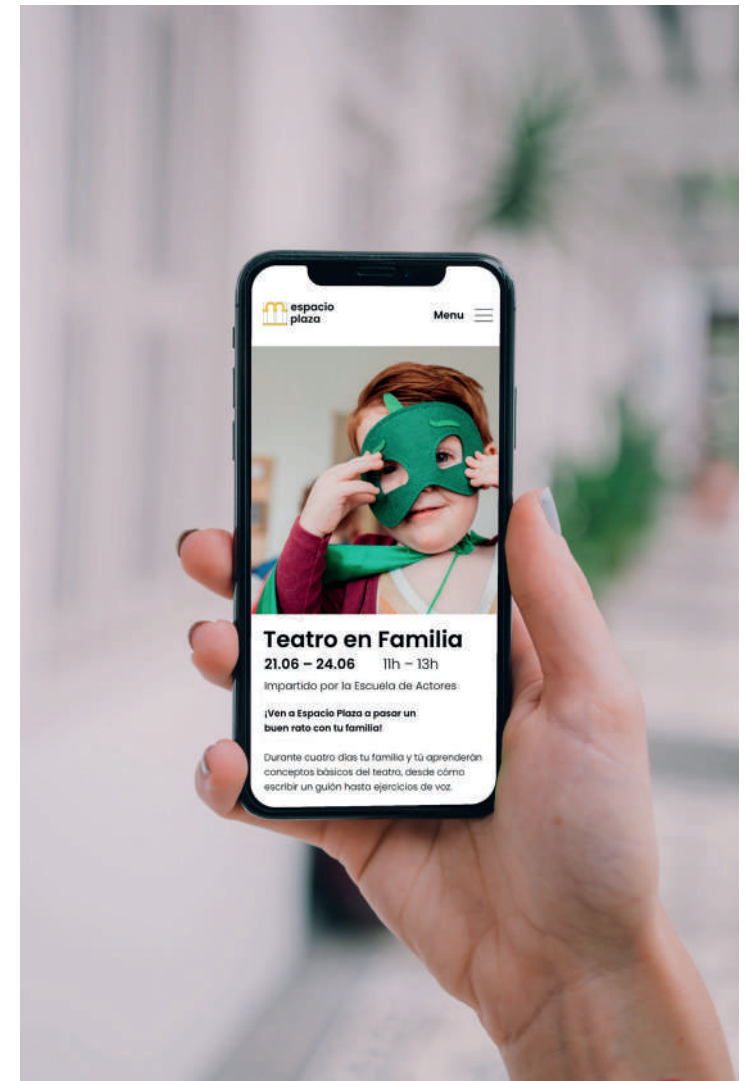 espacio
plaza
Menu
Teatro en Familia
21.06 – 24.06 11h – 13h
Impartido por la Escuela de Actores
¡Ven a Espacio Plaza a pasar un
buen rato con tu familia!
Durante cuatro días tu familia y tú aprenderán
conceptos básicos del teatro, desde cómo
escribir un guión hasta ejercicios de voz.